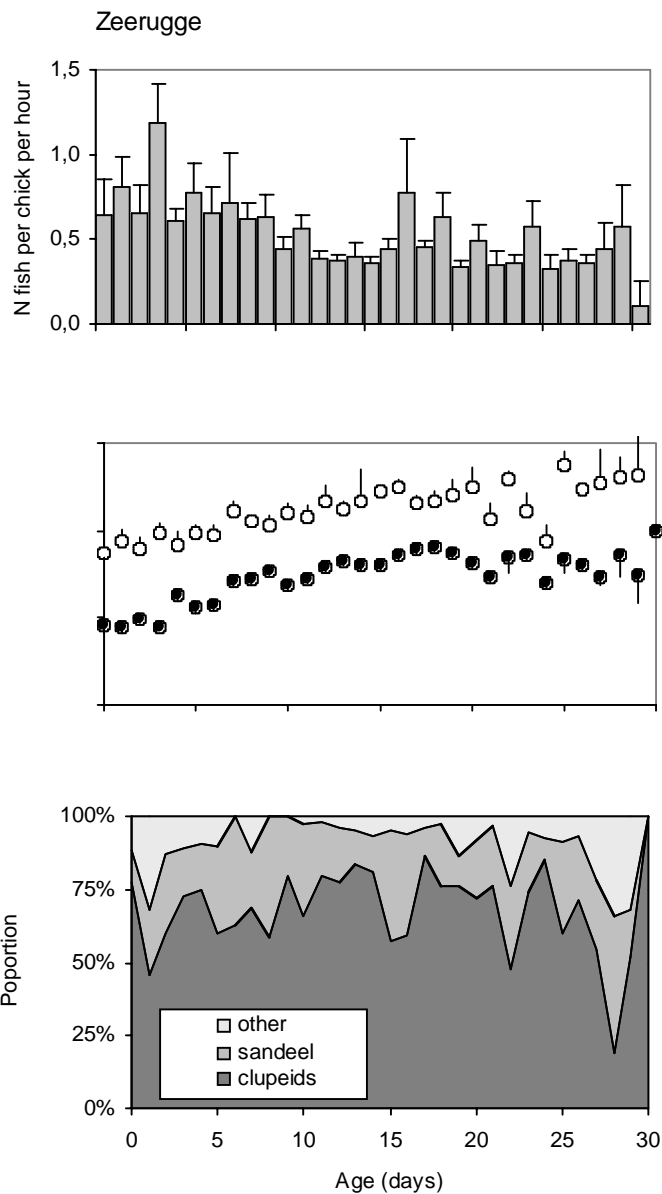 Zeerugge
N fish per chick per hour
1,5
1,0
0,5
0,0
Poportion
100%
75%
50%
25%
0%
other
sandeel
clupeids
0 5 10 15 20 25 30
Age (days)